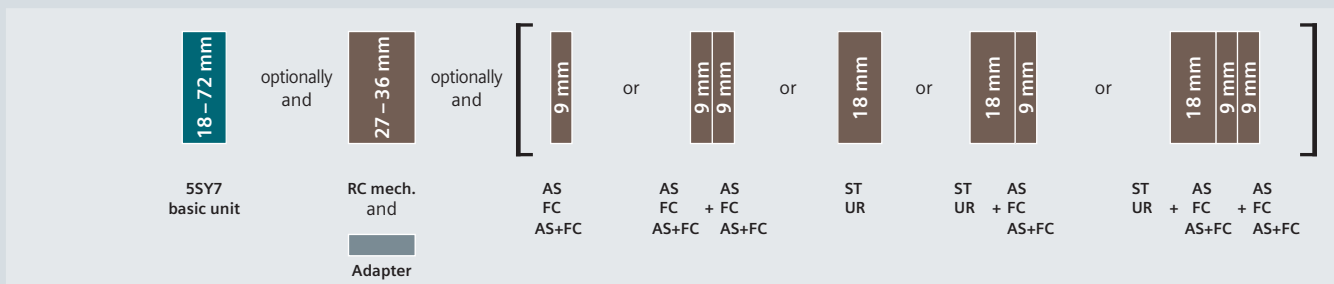 18 – 72 mm
optionally
and
27 – 36 mm
optionally
and
9 mm
or
9 mm
9 mm
or
18 mm
or
18 mm
9 mm
or
18 mm
9 mm
9 mm
5SY7
basic unit
RC mech.
and
Adapter
AS
FC
AS+FC
AS AS
FC + FC
AS+FC AS+FC
ST
UR
ST AS
UR + FC
AS+FC
ST AS AS
UR + FC + FC
AS+FC AS+FC